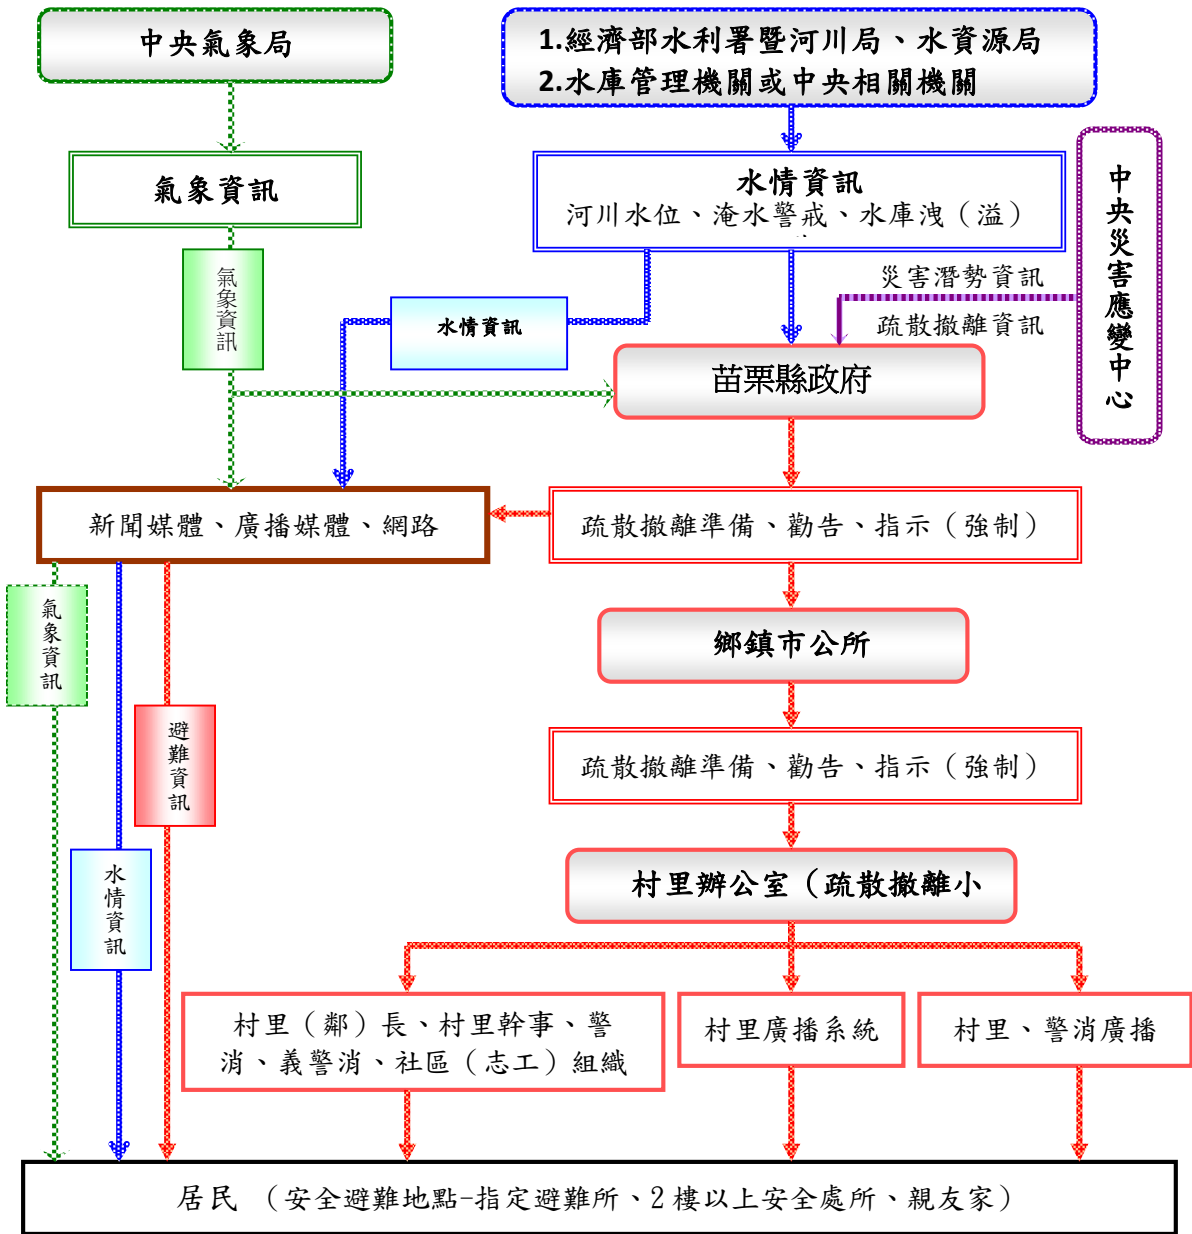 中央氣象局
1.經濟部水利署暨河川局、水資源局
2.水庫管理機關或中央相關機關
氣象資訊
水情資訊
河川水位、淹水警戒、水庫洩（溢）
中央災害應變中心
氣象資訊
水情資訊
災害潛勢資訊
疏散撤離資訊
苗栗縣政府
新聞媒體、廣播媒體、網路
疏散撤離準備、勸告、指示（強制）
氣象資訊
鄉鎮市公所
避難資訊
疏散撤離準備、勸告、指示（強制）
水情資訊
村里辦公室（疏散撤離小
村里（鄰）長、村里幹事、警
消、義警消、社區（志工）組織
村里廣播系統
村里、警消廣播
居民 （安全避難地點-指定避難所、2 樓以上安全處所、親友家）